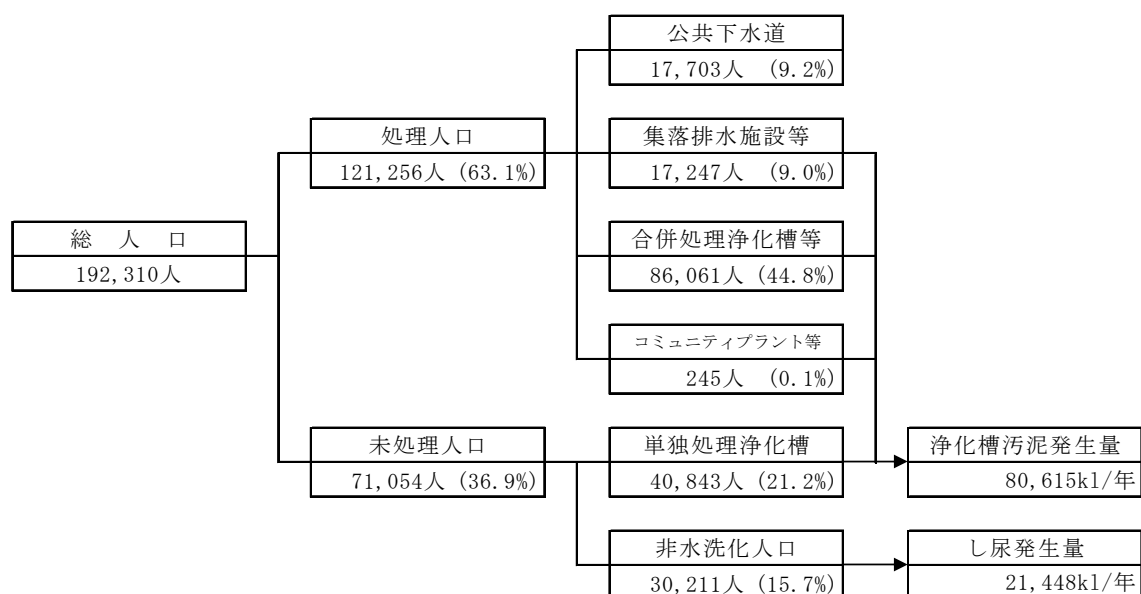 公共下水道
17,703人 (9.2%)
処理人口
121,256人 (63.1%)
集落排水施設等
17,247人 (9.0%)
総人口
192,310人
合併処理浄化槽等
86,061人 (44.8%)
コミュニティプラント等
245人 (0.1%)
未処理人口
71,054人 (36.9%)
単独処理浄化槽
40,843人 (21.2%)
浄化槽汚泥発生量
80,615kl/年
非水洗化人口
30,211人 (15.7%)
し尿発生量
21,448kl/年